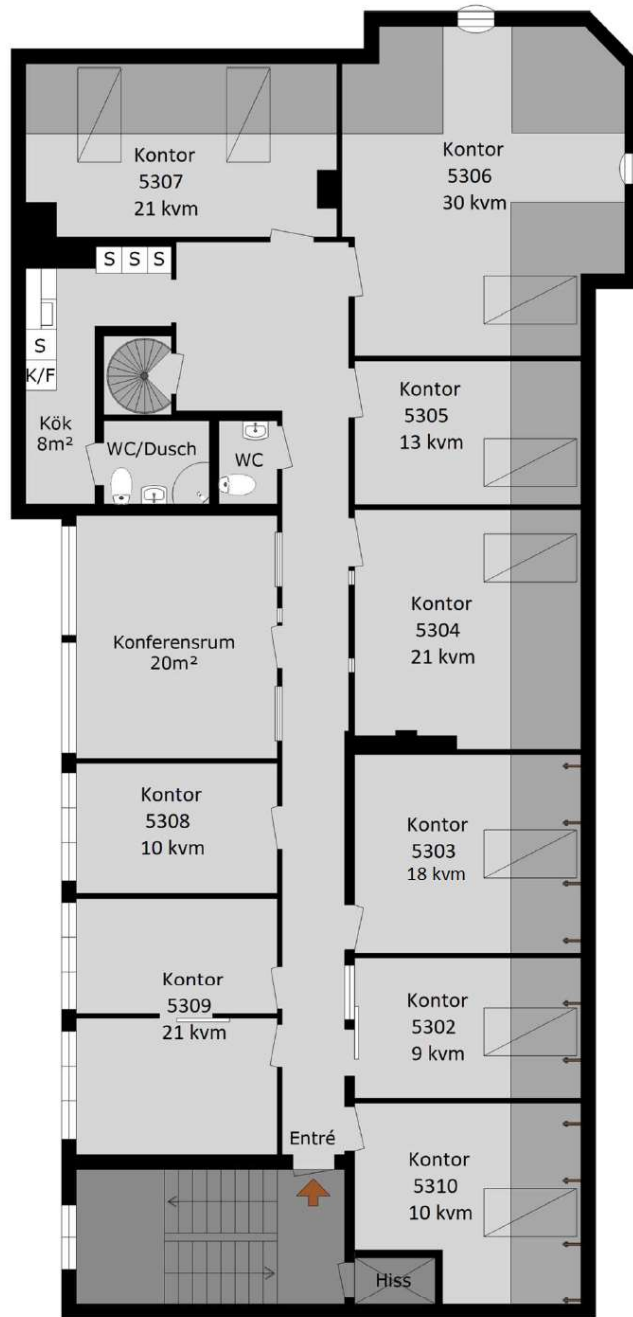 Kontor
5307
21 kvm
Kontor
5306
30 kvm
S S S
S
K/F
Kök
8m²
WC/Dusch
WC
Kontor
5305
13 kvm
Kontor
5304
21 kvm
Konferensrum
20m²
Kontor
5308
10 kvm
Kontor
5303
18 kvm
Kontor
5309
21 kvm
Kontor
5302
9 kvm
Entré
Kontor
5310
10 kvm
Hiss